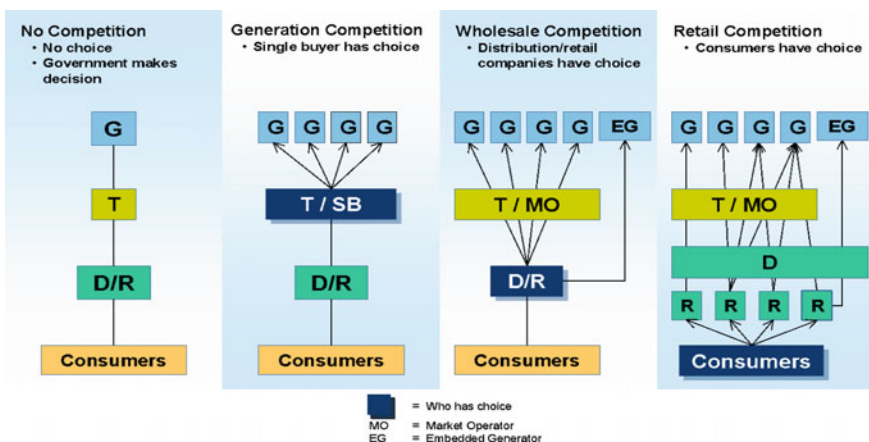 No Competition
• No choice
• Government makes
decision
G
T
D/R
Consumers
Generation Competition
• Single buyer has choice
G G G G
T / SB
D/R
Consumers
Wholesale Competition
• Distribution/retail
companies have choice
G G G G EG
T / MO
D/R
Consumers
Retail Competition
• Consumers have choice
G G G G EG
T / MO
D
R R R R
Consumers
= Who has choice
MO = Market Operator
EG = Embedded Generator